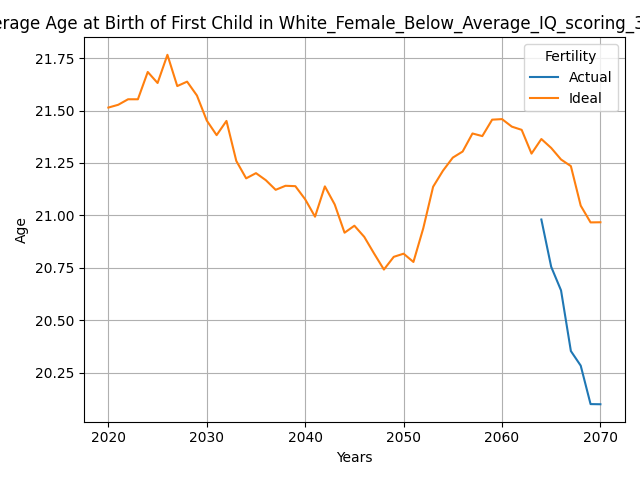 erage Age at Birth of First Child in White_Female_Below_Average_IQ_scoring_3
21.75
21.50
21.25
21.00
20.75
20.50
20.25
Age
Fertility
Actual
Ideal
2020
2030
2040
2050
2060
2070
Years